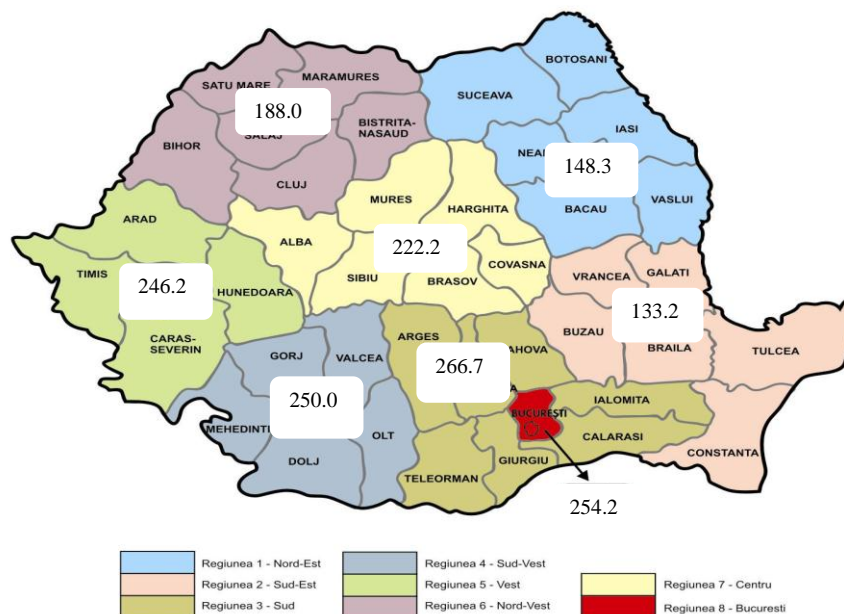 BOTOSANI
MARAMURES
SATU MARE
SUCEAVA
188.0
SALAJ
BISTRITA-
NASAUD
IASI
BIHOR
148.3
CLUJ
MURES
HARGHITA
BACAU
VASLUI
ARAD
ALBA
222.2
COVASNA
TIMIS
246.2
HUNEDOARA
SIBIU
BRASOV
VRANCEA
GALATI
133.2
CARAS-
SEVERIN
GORJ
VALCEA
ARGES
BUZAU
BRAILA
TULCEA
266.7
250.0
IALOMITA
BUCURESTI
MEHEDINTI
OLT
CALARASI
DOLJ
GIURGIU
CONSTANTA
TELEORMAN
254.2
Regiunea 1 - Nord-Est
Regiunea 2 - Sud-Est
Regiunea 3 - Sud
Regiunea 4 - Sud-Vest
Regiunea 5 - Vest
Regiunea 6 - Nord-Vest
Regiunea 7 - Centru
Regiunea 8 - Bucuresti